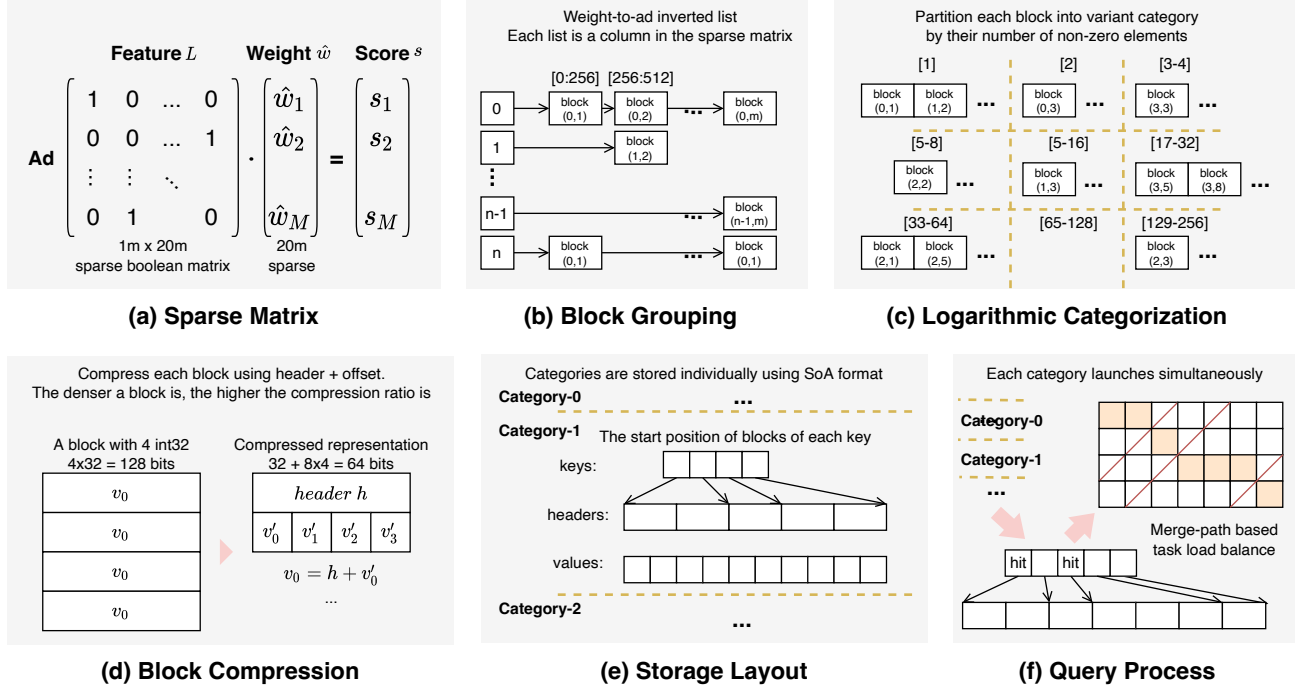 Feature L Weight ŵ Score s
Ad
1 0 ... 0 ŵ₁ s₁
0 0 ... 1 · ŵ₂ = s₂
⋮ ⋮ ⋱
0 1 0 ŵ_M s_M
1m x 20m 20m
sparse boolean matrix sparse
(a) Sparse Matrix
Weight-to-ad inverted list
Each list is a column in the sparse matrix
[0:256] [256:512]
0 block (0,1) block (0,2) ... block (0,m)
1 block (1,2)
⋮
n-1 ... block (n-1,m)
n block (0,1) ... block (0,1)
(b) Block Grouping
Partition each block into variant category
by their number of non-zero elements
[1] [2] [3-4]
block (0,1) block (1,2) ... block (0,3) ... block (3,3) ...
[5-8] [5-16] [17-32]
block (2,2) ... block (1,3) ... block (3,5) block (3,8) ...
[33-64] [65-128] [129-256]
block (2,1) block (2,5) ... ... block (2,3) ...
(c) Logarithmic Categorization
Compress each block using header + offset.
The denser a block is, the higher the compression ratio is
A block with 4 int32
4x32 = 128 bits
v₀
v₀
v₀
v₀
Compressed representation
32 + 8x4 = 64 bits
header h
v′₀ v′₁ v′₂ v′₃
v₀ = h + v′₀
...
(d) Block Compression
Categories are stored individually using SoA format
Category-0 ...
Category-1
The start position of blocks of each key
keys:
headers:
values:
Category-2 ...
(e) Storage Layout
Each category launches simultaneously
Category-0
Category-1
...
Merge-path based
task load balance
hit hit
(f) Query Process